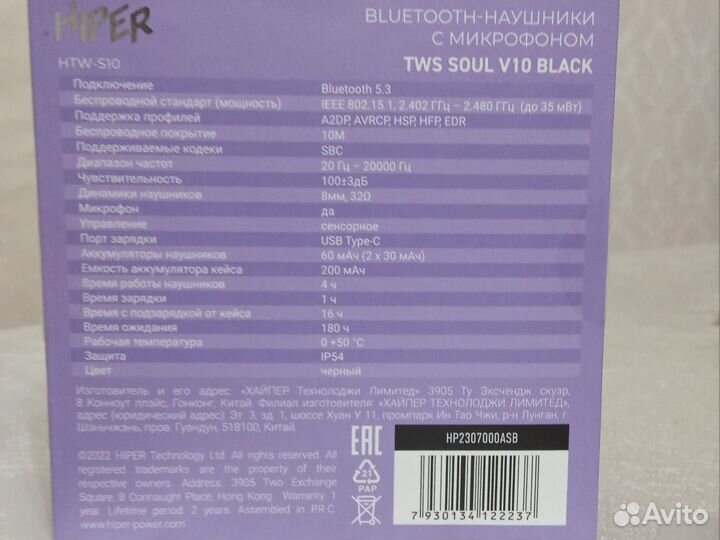 HIPER
BLUETOOTH-НАУШНИКИ
С МИКРОФОНОМ
HTW-S10
TWS SOUL V10 BLACK
Подключение Bluetooth 5.3
Беспроводной стандарт (мощность) IEEE 802.15.1, 2.402 ГГц – 2.480 ГГц (до 35 мВт)
Поддержка профилей A2DP, AVRCP, HSP, HFP, EDR
Беспроводное покрытие 10М
Поддерживаемые кодеки SBC
Диапазон частот 20 Гц – 20000 Гц
Чувствительность 100±3дБ
Динамики наушников 8мм, 32Ω
Микрофон да
Управление сенсорное
Порт зарядки USB Type-C
Аккумуляторы наушников 60 мАч (2 x 30 мАч)
Емкость аккумулятора кейса 200 мАч
Время работы наушников 4 ч
Время зарядки 1 ч
Время с подзарядкой от кейса 16 ч
Время ожидания 180 ч
Рабочая температура 0 +50 °C
Защита IP54
Цвет черный
Изготовитель и его адрес: «ХАЙПЕР Технолоджи Лимитед» 3905 Ту Эксчендж скуэр,
8 Конноут плэйс, Гонконг, Китай. Филиал изготовителя: «ХАЙПЕР ТЕХНОЛОДЖИ ЛИМИТЕД»,
адрес (юридический адрес): Эт. 3, зд. 1, шоссе Хуан У 11, промпарк Ин Тао Чжи, р-н Лунган, г.
Шэньчжэнь, пров. Гуандун, 518100, Китай.
©2022 HIPER Technology Ltd. All rights reserved. All
registered trademarks are the property of their
respective owners. Address: 3905 Two Exchange
Square, 8 Connaught Place, Hong Kong. Warranty: 1
year. Lifetime period: 2 years. Assembled in P.R.C.
www.hiper-power.com
EAC
21
PAP
HP2307000ASB
7 930134 122237
Avito